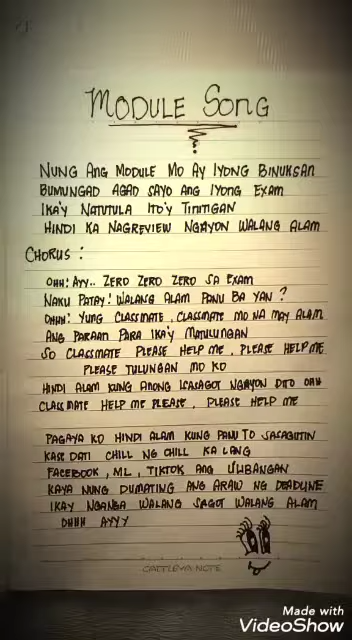 MODULE SONG
NUNG ANG MODULE MO AY IYONG BINUKSAN
BUMUNGAD AGAD SAYO ANG IYONG EXAM
IKA'Y NATUTULA ITO'Y TINITIGAN
HINDI KA NAGREVIEW NGAYON WALANG ALAM
CHORUS :
OHH! AYY.. ZERO ZERO ZERO SA EXAM
NAKU PATAY! WALANG ALAM PANU BA YAN ?
OHHH! YUNG CLASSMATE , CLASSMATE MO NA MAY ALAM
ANG PARAAN PARA IKA'Y MATULUNGAN
SO CLASSMATE PLEASE HELP ME , PLEASE HELP ME
PLEASE TULUNGAN MO KO
HINDI ALAM KUNG ANONG ISASAGOT NGAYON DITO OHH
CLASSMATE HELP ME PLEASE , PLEASE HELP ME
PAGAYA KO HINDI ALAM KUNG PANU TO SASAGUTIN
KASE DATI CHILL NG CHILL KA LANG
FACEBOOK , ML , TIKTOK ANG LIBANGAN
KAYA NUNG DUMATING ANG ARAW NG DEADLINE
IKAY NGANGA WALANG SAGOT WALANG ALAM
OHHH AYYY
CATTLEYA NOTE
Made with
VideoShow